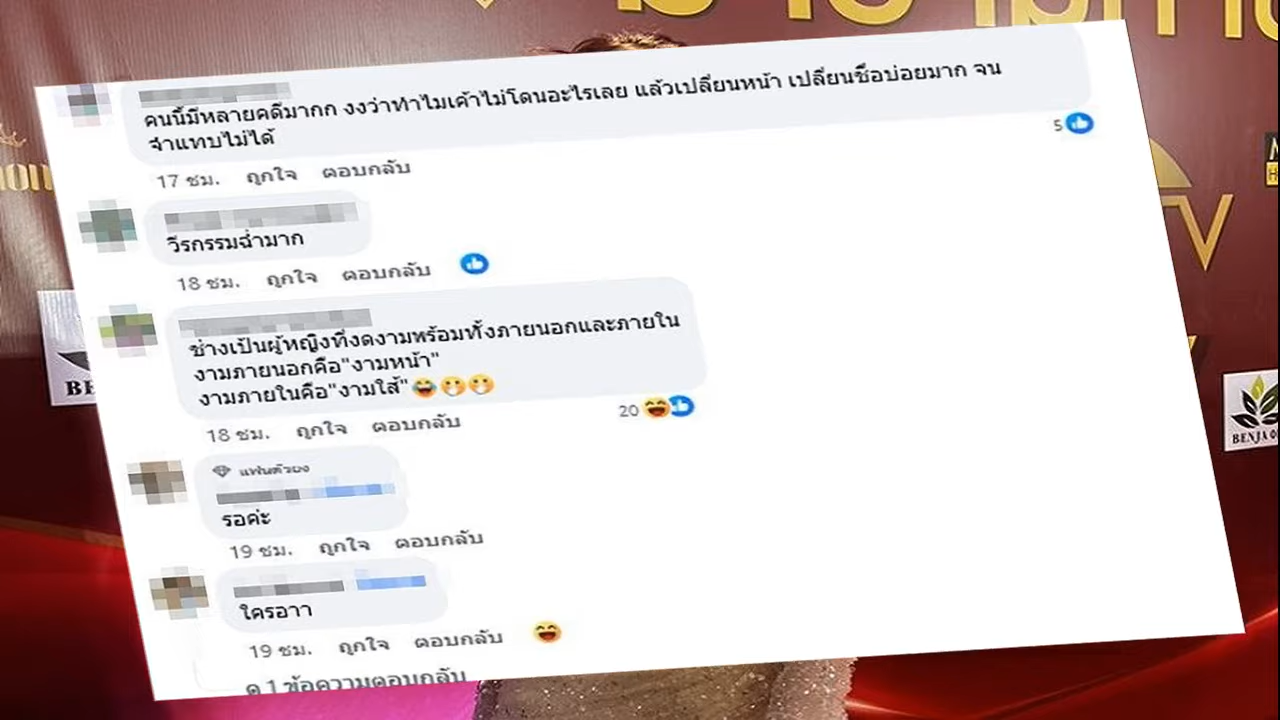 คนนี้มีหลายคดีมากก งงว่าทำไมเค้าไม่โดนอะไรเลย แล้วเปลี่ยนหน้า เปลี่ยนชื่อบ่อยมาก จน
จำแทบไม่ได้
17 ชม. ถูกใจ ตอบกลับ
5
วีรกรรมฉ่ำมาก
18 ชม. ถูกใจ ตอบกลับ
ช่างเป็นผู้หญิงที่งดงามพร้อมทั้งภายนอกและภายใน
งามภายนอกคือ"งามหน้า"
งามภายในคือ"งามไส้"😂🤭🤭
18 ชม. ถูกใจ ตอบกลับ
20
แฟนตัวยง
รอค่ะ
19 ชม. ถูกใจ ตอบกลับ
ใครอาา
19 ชม. ถูกใจ ตอบกลับ
ดู 1 ข้อความตอบกลับ
BENJA